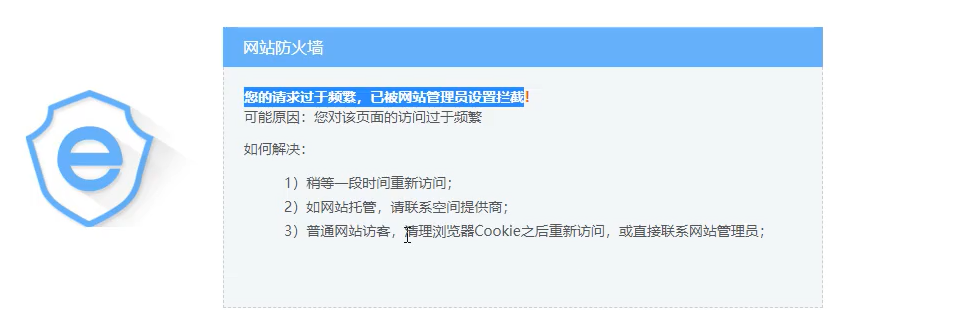 网站防火墙
您的请求过于频繁，已被网站管理员设置拦截！
可能原因：您对该页面的访问过于频繁
如何解决：
1）稍等一段时间重新访问；
2）如网站托管，请联系空间提供商；
3）普通网站访客，请理浏览器Cookie之后重新访问，或直接联系网站管理员；